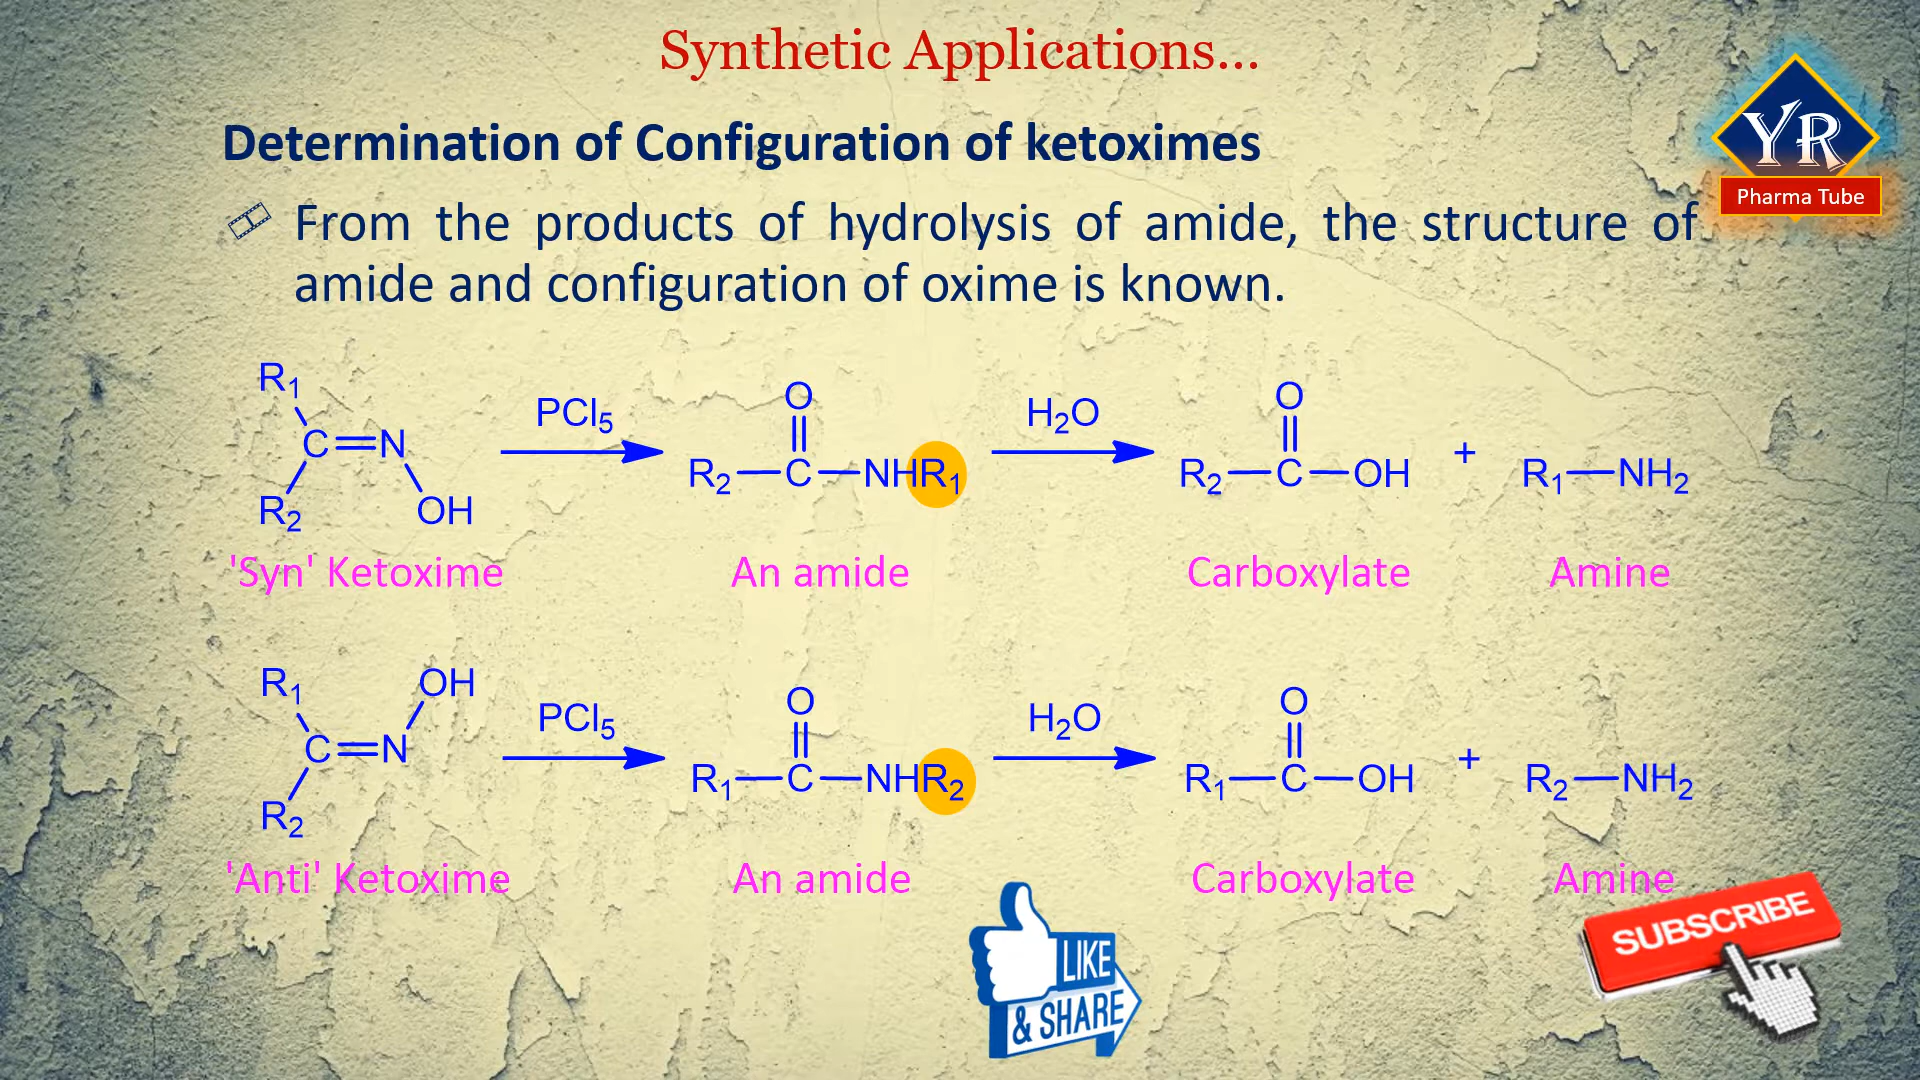 Synthetic Applications...
YR
Pharma Tube
Determination of Configuration of ketoximes
From the products of hydrolysis of amide, the structure of
amide and configuration of oxime is known.
R1
C=N
R2
OH
PCl5
O
R2—C—NHR1
H2O
O
R2—C—OH + R1—NH2
'Syn' Ketoxime An amide Carboxylate Amine
R1
OH
C=N
R2
PCl5
O
R1—C—NHR2
H2O
O
R1—C—OH + R2—NH2
'Anti' Ketoxime An amide Carboxylate Amine
LIKE
& SHARE
SUBSCRIBE